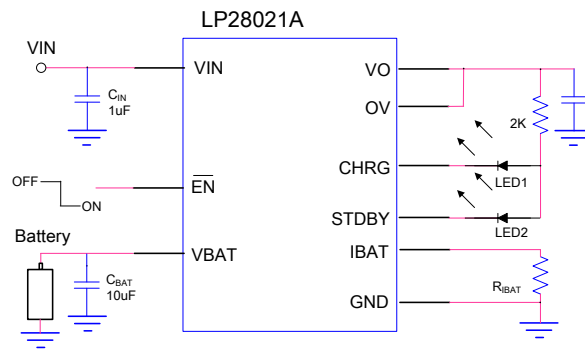 LP28021A
VIN
VIN
VO
C_IN
1uF
OV
2K
CHRG
LED1
OFF
ON
E̅N̅
STDBY
LED2
Battery
VBAT
IBAT
C_BAT
10uF
R_IBAT
GND